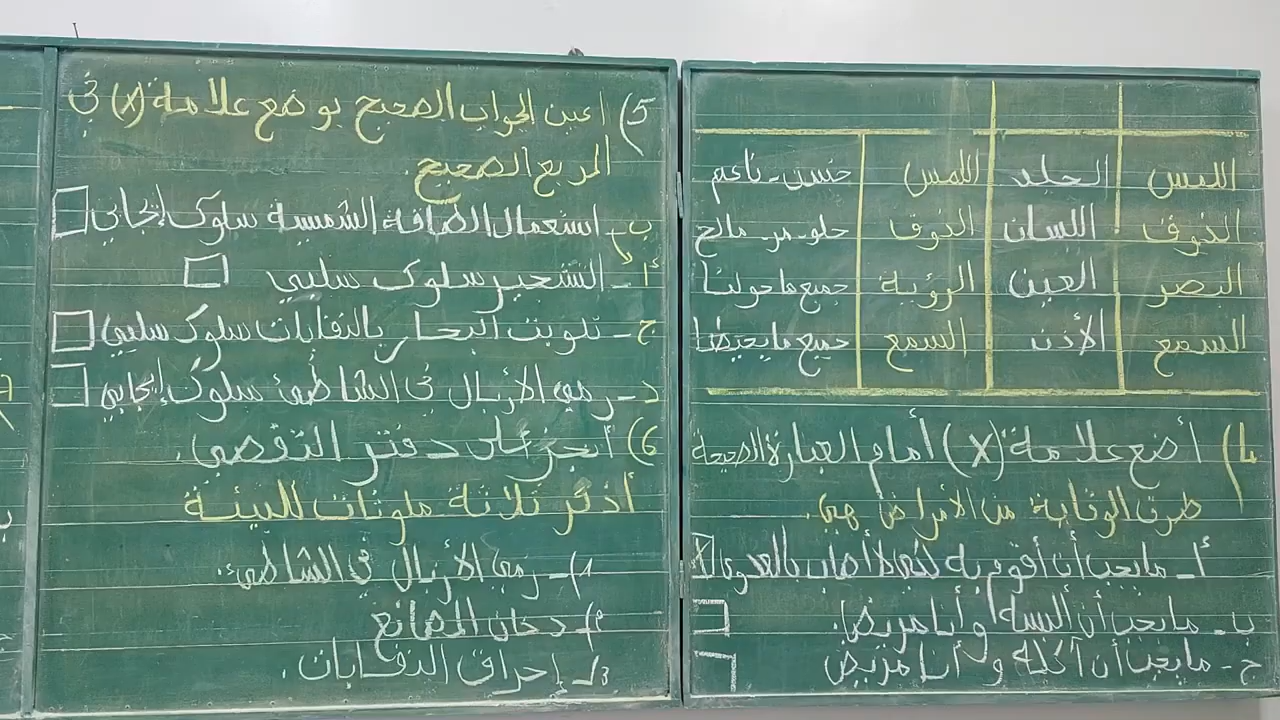 اللمس الجلد اللمس خشن - ناعم
الذوق اللسان الذوق حلو - مر - مالح
البصر العين الرؤية جميع ما حولنا
السمع الأذن السمع جميع ما يحيط
4) أضع علامة (X) أمام العبارة الصحيحة
طرق الوقاية من الأمراض هي.
أ - ما يجب أن أقوم به لكي لا أصاب بالعدوى X
ب - ما يجب أن ألبسه وأنا مريض.
ج - ما يجب أن آكله و أنا مريض
5) اعين الجواب الصحيح بوضع علامة (X) في
المربع الصحيح.
ب - استعمال الطاقة الشمسية سلوك إيجابي
أ - التشجير سلوك سلبي
ج - تلويث البحار بالنفايات سلوك سلبي
د - رمي الأزبال في الشاطئ سلوك إيجابي
6) أنجز على دفتر التقصي.
أذكر ثلاثة ملوثات للبيئة
1) - رمي الأزبال في الشاطئ.
2) - دخان المصانع
3) - إحراق النفايات.